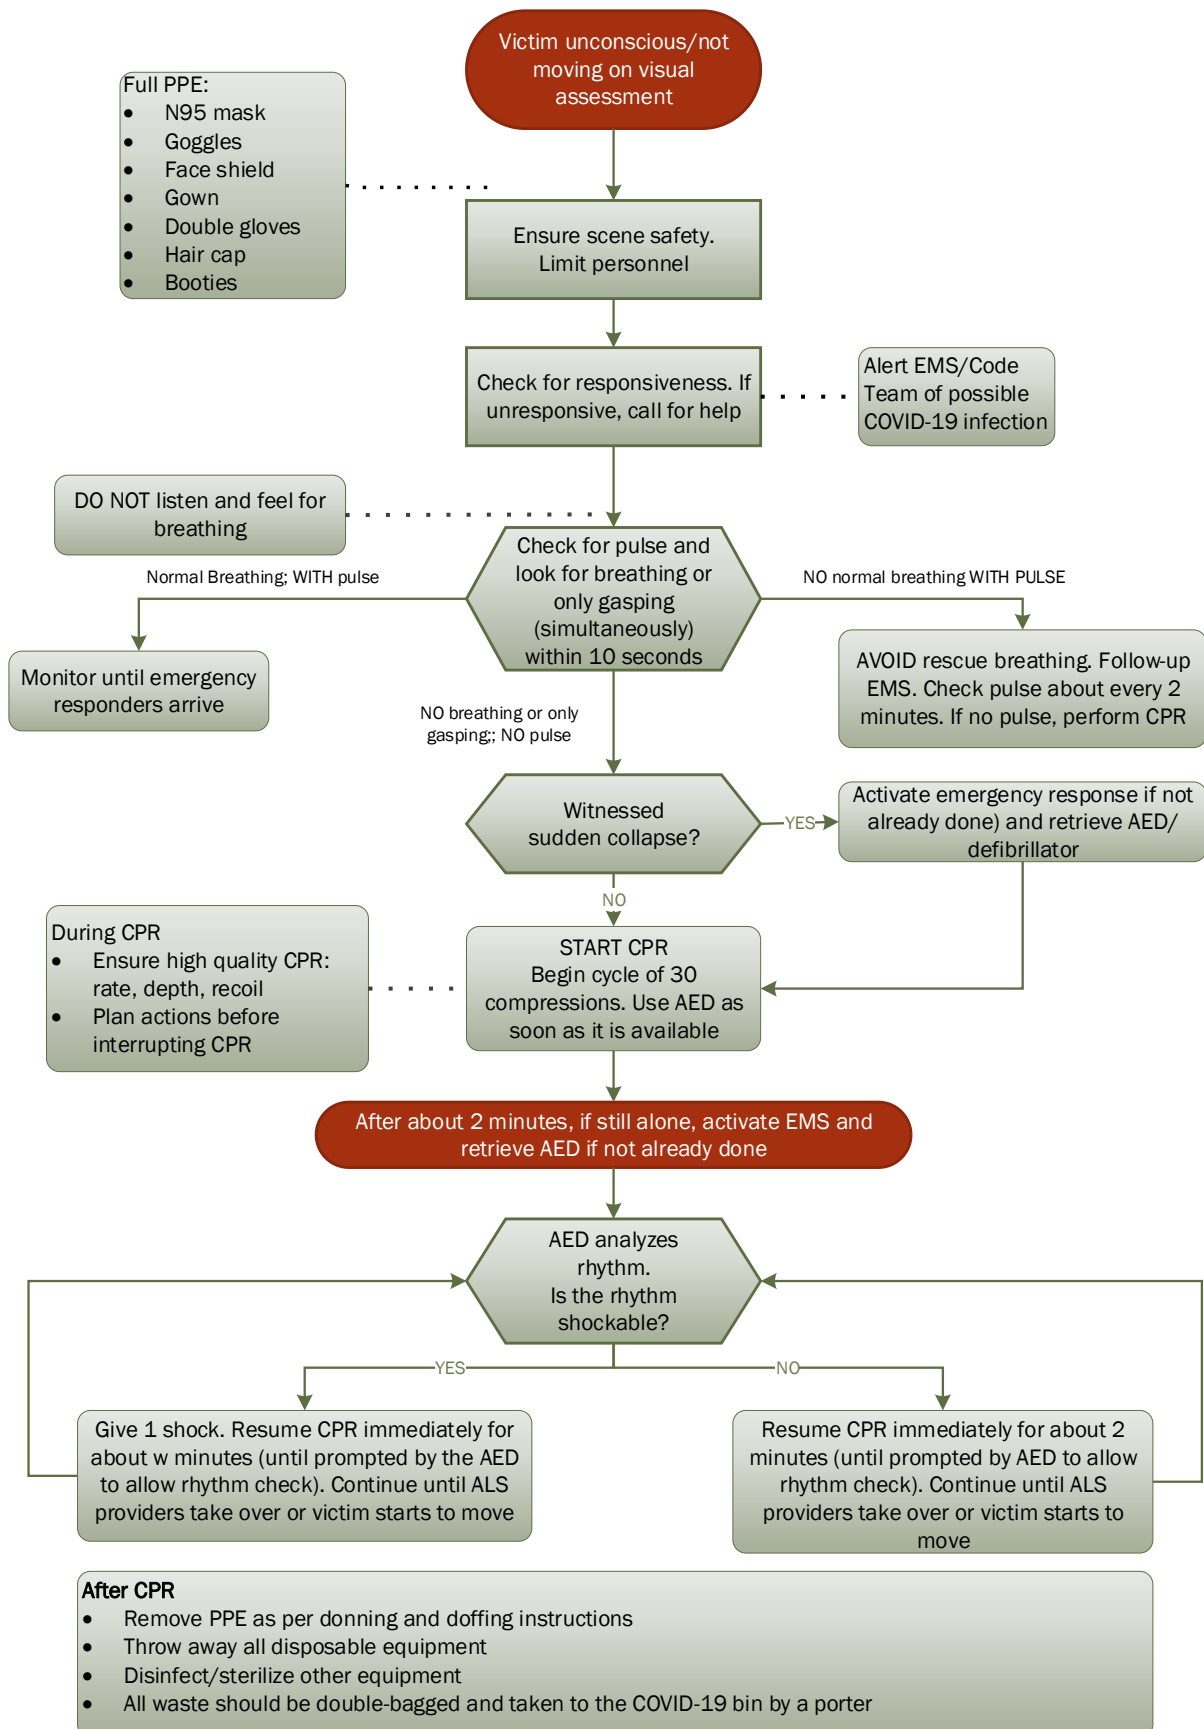 Victim unconscious/not
moving on visual
assessment
Full PPE:
• N95 mask
• Goggles
• Face shield
• Gown
• Double gloves
• Hair cap
• Booties
Ensure scene safety.
Limit personnel
Check for responsiveness. If
unresponsive, call for help
Alert EMS/Code
Team of possible
COVID-19 infection
DO NOT listen and feel for
breathing
Check for pulse and
look for breathing or
only gasping
(simultaneously)
within 10 seconds
Normal Breathing; WITH pulse
NO normal breathing WITH PULSE
Monitor until emergency
responders arrive
AVOID rescue breathing. Follow-up
EMS. Check pulse about every 2
minutes. If no pulse, perform CPR
NO breathing or only
gasping;; NO pulse
Witnessed
sudden collapse?
YES
Activate emergency response if not
already done) and retrieve AED/
defibrillator
NO
During CPR
• Ensure high quality CPR:
rate, depth, recoil
• Plan actions before
interrupting CPR
START CPR
Begin cycle of 30
compressions. Use AED as
soon as it is available
After about 2 minutes, if still alone, activate EMS and
retrieve AED if not already done
AED analyzes
rhythm.
Is the rhythm
shockable?
YES
NO
Give 1 shock. Resume CPR immediately for
about w minutes (until prompted by the AED
to allow rhythm check). Continue until ALS
providers take over or victim starts to move
Resume CPR immediately for about 2
minutes (until prompted by AED to allow
rhythm check). Continue until ALS
providers take over or victim starts to
move
After CPR
• Remove PPE as per donning and doffing instructions
• Throw away all disposable equipment
• Disinfect/sterilize other equipment
• All waste should be double-bagged and taken to the COVID-19 bin by a porter